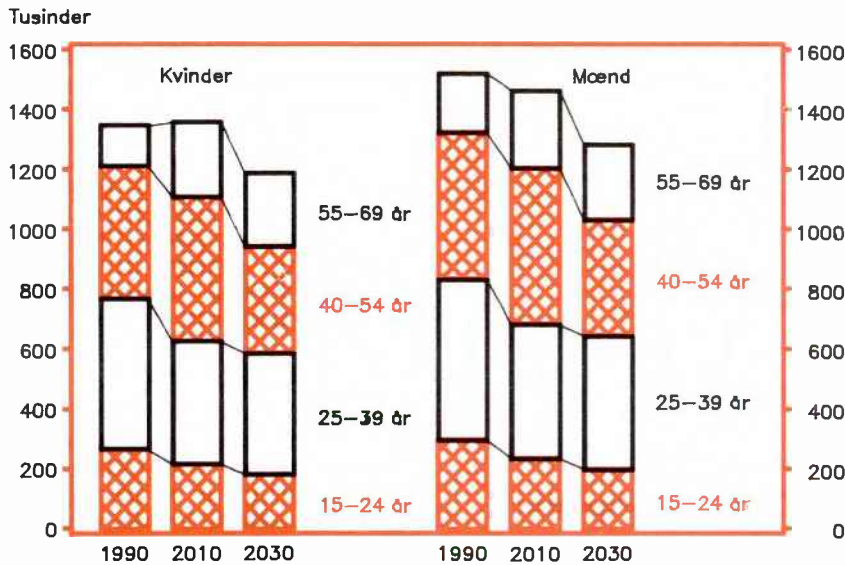 Tusinder
1600 1600
Kvinder Mænd
1400 1400
1200 1200
55–69 år 55–69 år
1000 1000
40–54 år 40–54 år
800 800
600 600
25–39 år 25–39 år
400 400
200 200
15–24 år 15–24 år
0 0
1990 2010 2030 1990 2010 2030